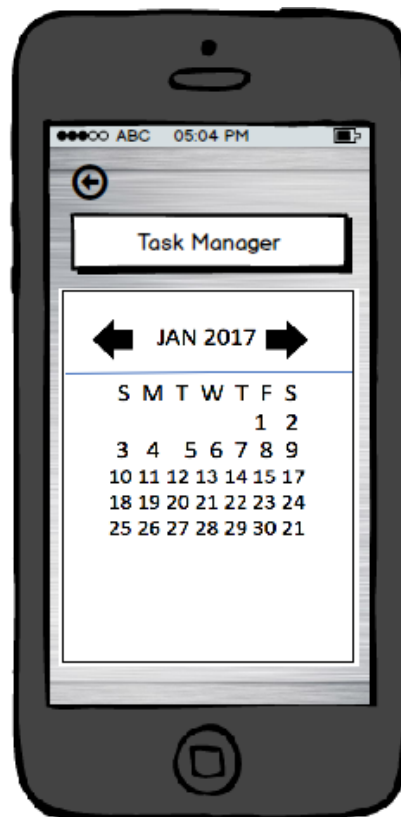 ABC 05:04 PM
Task Manager
JAN 2017
S M T W T F S
1 2
3 4 5 6 7 8 9
10 11 12 13 14 15 17
18 19 20 21 22 23 24
25 26 27 28 29 30 21